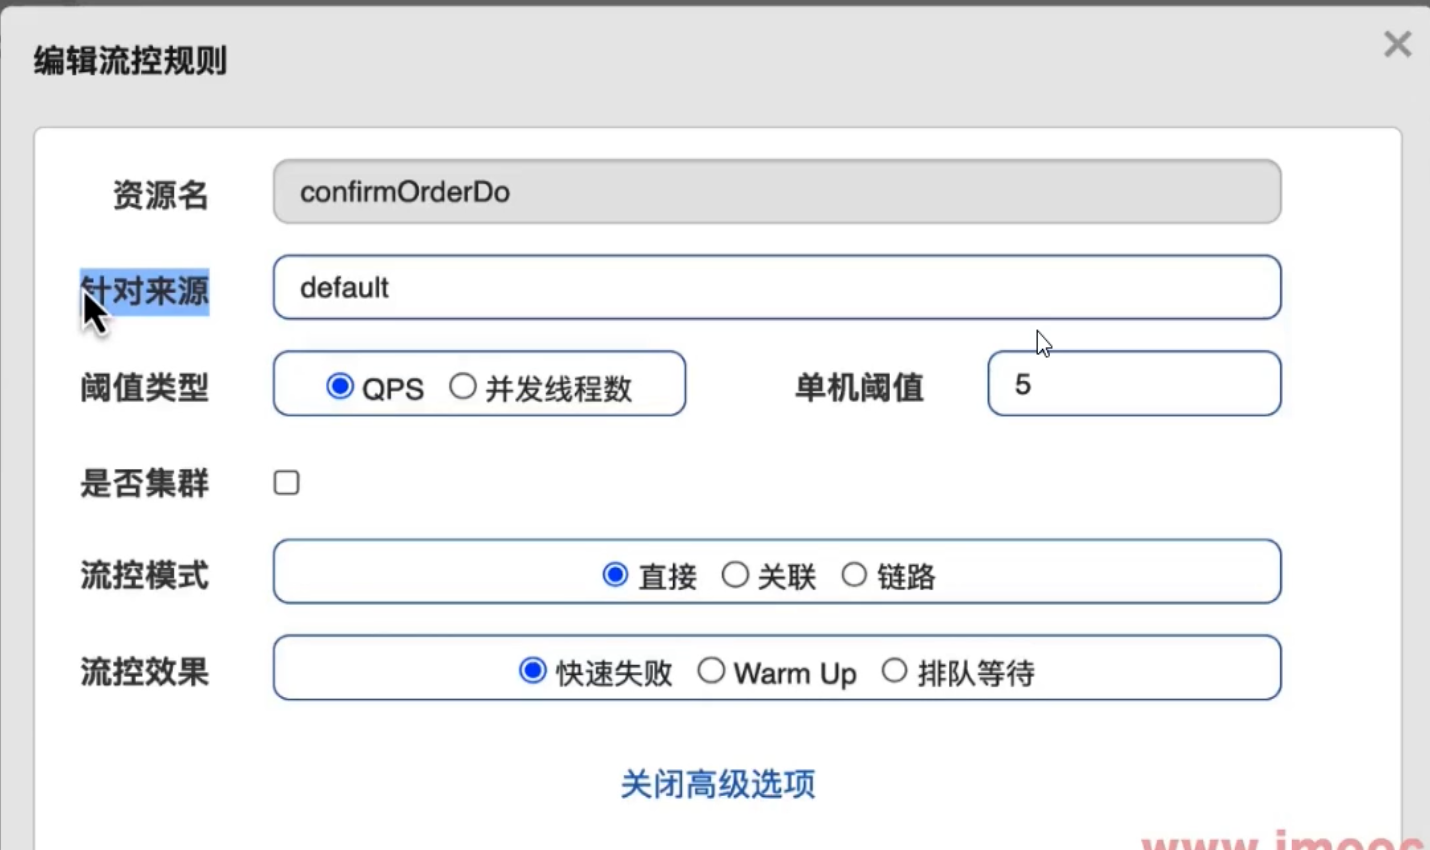 编辑流控规则
资源名 confirmOrderDo
针对来源 default
阈值类型 QPS 并发线程数 单机阈值 5
是否集群
流控模式 直接 关联 链路
流控效果 快速失败 Warm Up 排队等待
关闭高级选项
www.imooc